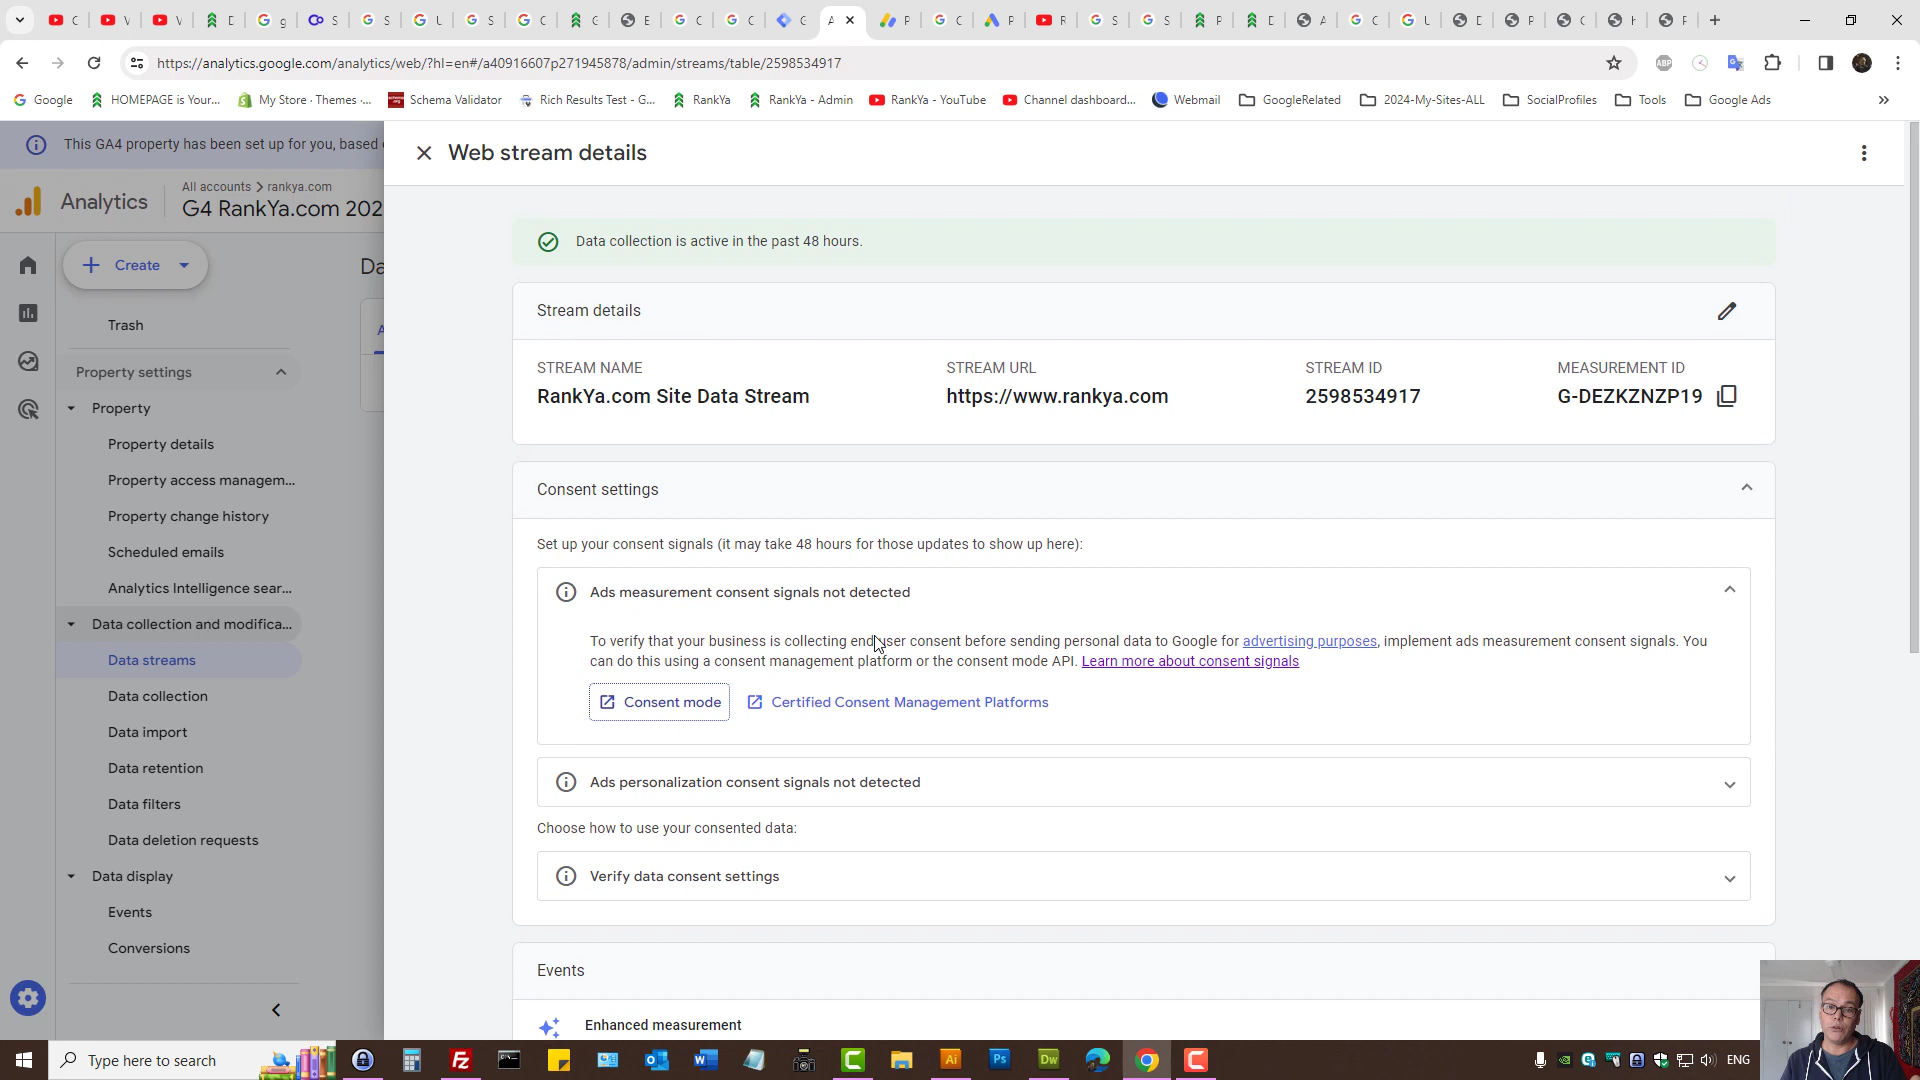 https://analytics.google.com/analytics/web/?hl=en#/a40916607p271945878/admin/streams/table/2598534917
Google
HOMEPAGE is Your...
My Store · Themes ·...
Schema Validator
Rich Results Test - G...
RankYa
RankYa - Admin
RankYa - YouTube
Channel dashboard...
Webmail
GoogleRelated
2024-My-Sites-ALL
SocialProfiles
Tools
Google Ads
This GA4 property has been set up for you, based
Web stream details
Analytics
All accounts > rankya.com
G4 RankYa.com 202
Data collection is active in the past 48 hours.
Create
Da
Trash
Property settings
Property
Property details
Property access managem...
Property change history
Scheduled emails
Analytics Intelligence sear...
Data collection and modifica...
Data streams
Data collection
Data import
Data retention
Data filters
Data deletion requests
Data display
Events
Conversions
Stream details
STREAM NAME
RankYa.com Site Data Stream
STREAM URL
https://www.rankya.com
STREAM ID
2598534917
MEASUREMENT ID
G-DEZKZNZP19
Consent settings
Set up your consent signals (it may take 48 hours for those updates to show up here):
Ads measurement consent signals not detected
To verify that your business is collecting end user consent before sending personal data to Google for advertising purposes, implement ads measurement consent signals. You
can do this using a consent management platform or the consent mode API. Learn more about consent signals
Consent mode
Certified Consent Management Platforms
Ads personalization consent signals not detected
Choose how to use your consented data:
Verify data consent settings
Events
Enhanced measurement
Type here to search
ENG